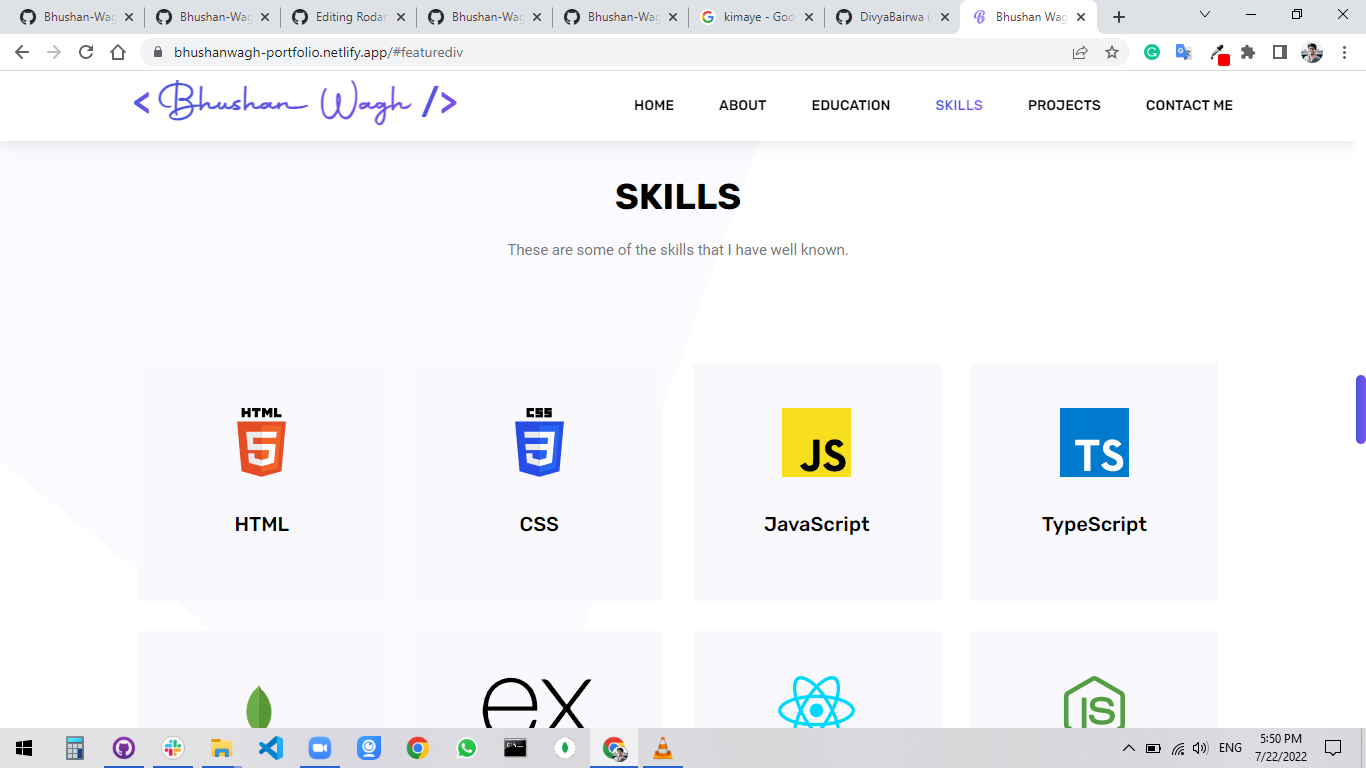 Bhushan-Wag
Bhushan-Wag
Editing Rodar
Bhushan-Wag
Bhushan-Wag
kimaye - Goo
DivyaBairwa (
Bhushan Wag
bhushanwagh-portfolio.netlify.app/#featurediv
< Bhushan Wagh />
HOME
ABOUT
EDUCATION
SKILLS
PROJECTS
CONTACT ME
SKILLS
These are some of the skills that I have well known.
HTML
5
CSS
3
JS
TS
HTML
CSS
JavaScript
TypeScript
ex
JS
ENG
5:50 PM
7/22/2022